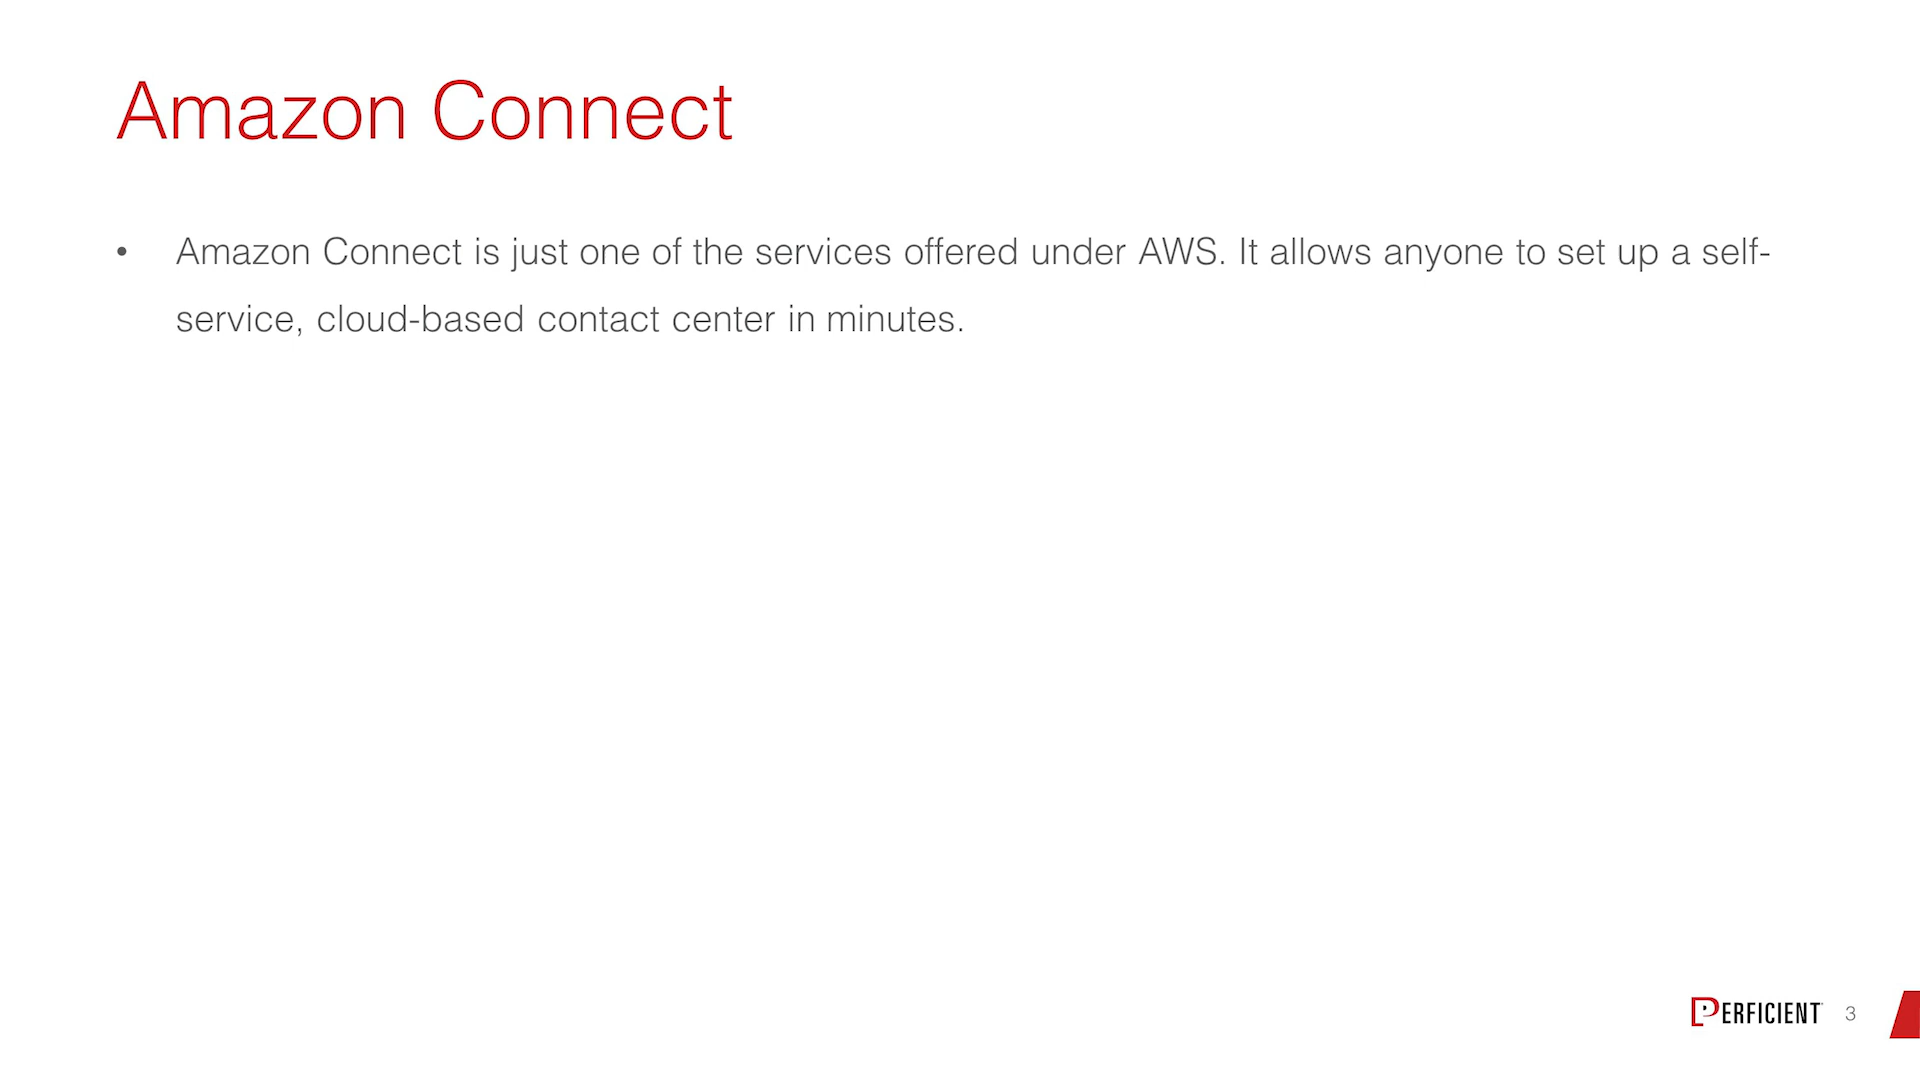 Amazon Connect
• Amazon Connect is just one of the services offered under AWS. It allows anyone to set up a self-
service, cloud-based contact center in minutes.
PERFICIENT 3